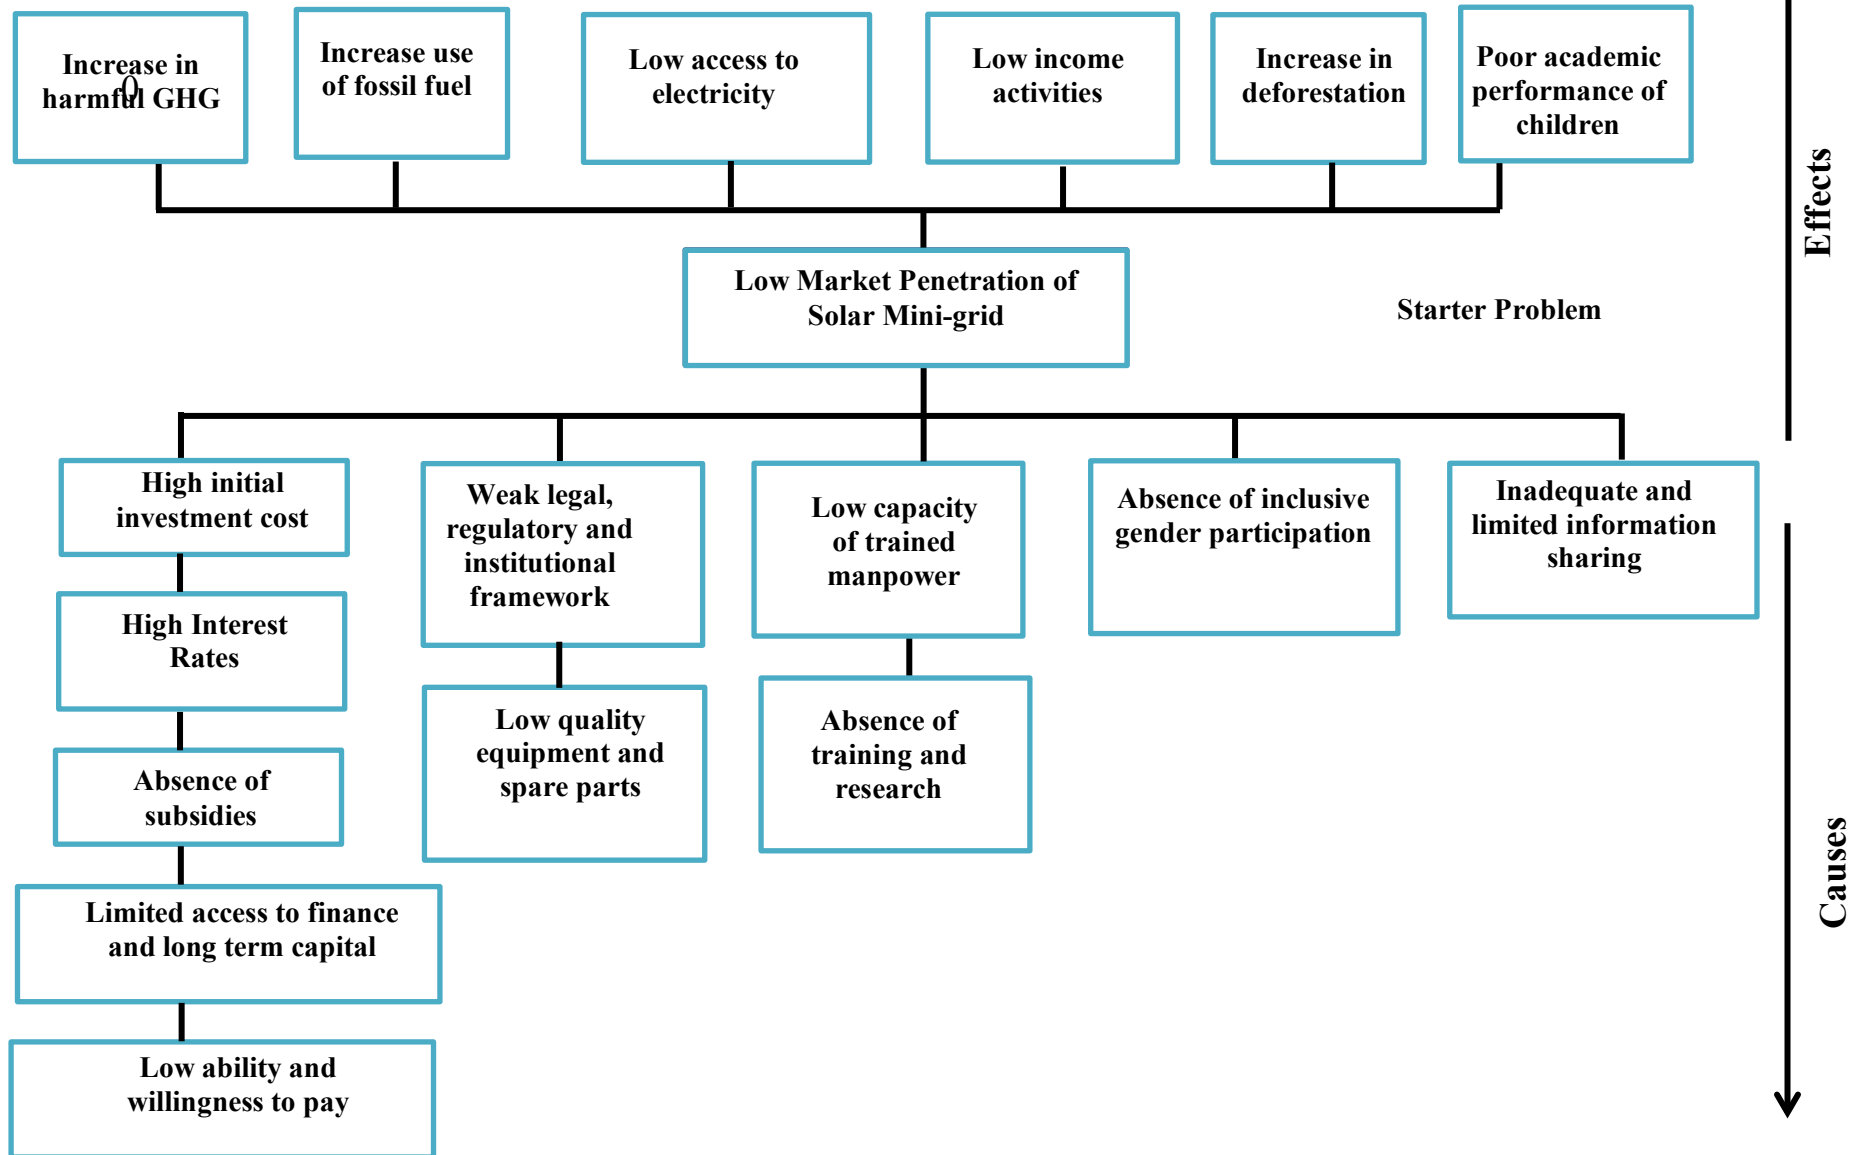 Increase in
harmful GHG
0
Increase use
of fossil fuel
Low access to
electricity
Low income
activities
Increase in
deforestation
Poor academic
performance of
children
Effects
Low Market Penetration of
Solar Mini-grid
Starter Problem
High initial
investment cost
Weak legal,
regulatory and
institutional
framework
Low capacity
of trained
manpower
Absence of inclusive
gender participation
Inadequate and
limited information
sharing
High Interest
Rates
Low quality
equipment and
spare parts
Absence of
training and
research
Absence of
subsidies
Causes
Limited access to finance
and long term capital
Low ability and
willingness to pay